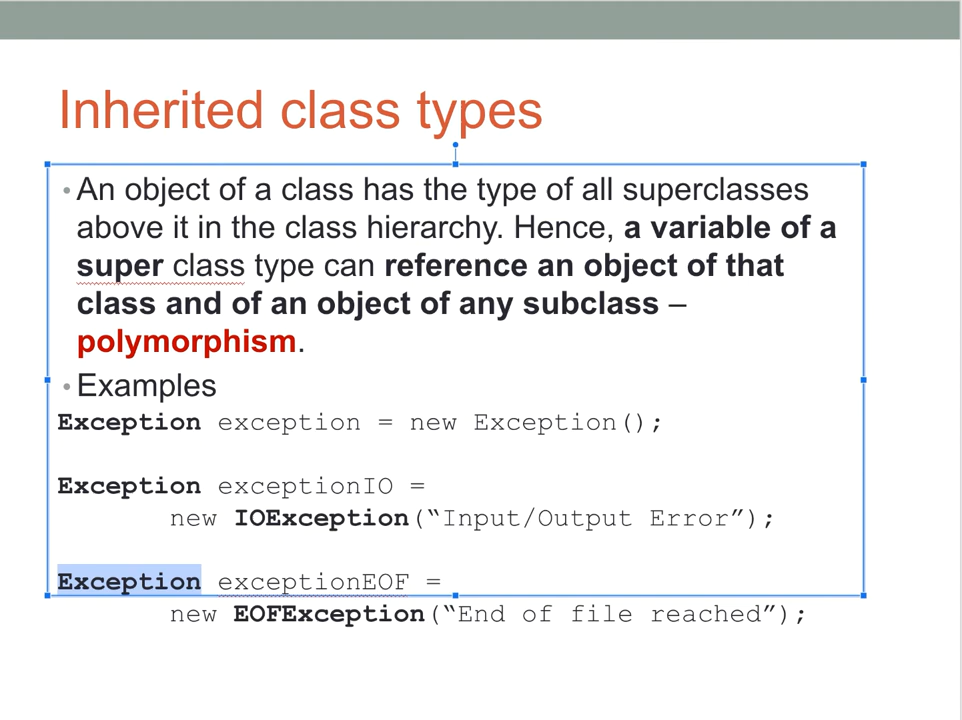 Inherited class types
• An object of a class has the type of all superclasses
above it in the class hierarchy. Hence, a variable of a
super class type can reference an object of that
class and of an object of any subclass –
polymorphism.
• Examples
Exception exception = new Exception();
Exception exceptionIO =
new IOException(“Input/Output Error”);
Exception exceptionEOF =
new EOFException(“End of file reached”);